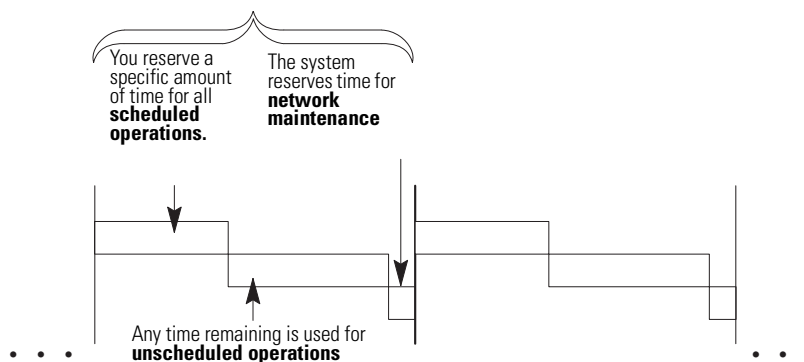 You reserve a
specific amount
of time for all
scheduled
operations.
The system
reserves time for
network
maintenance
Any time remaining is used for
unscheduled operations